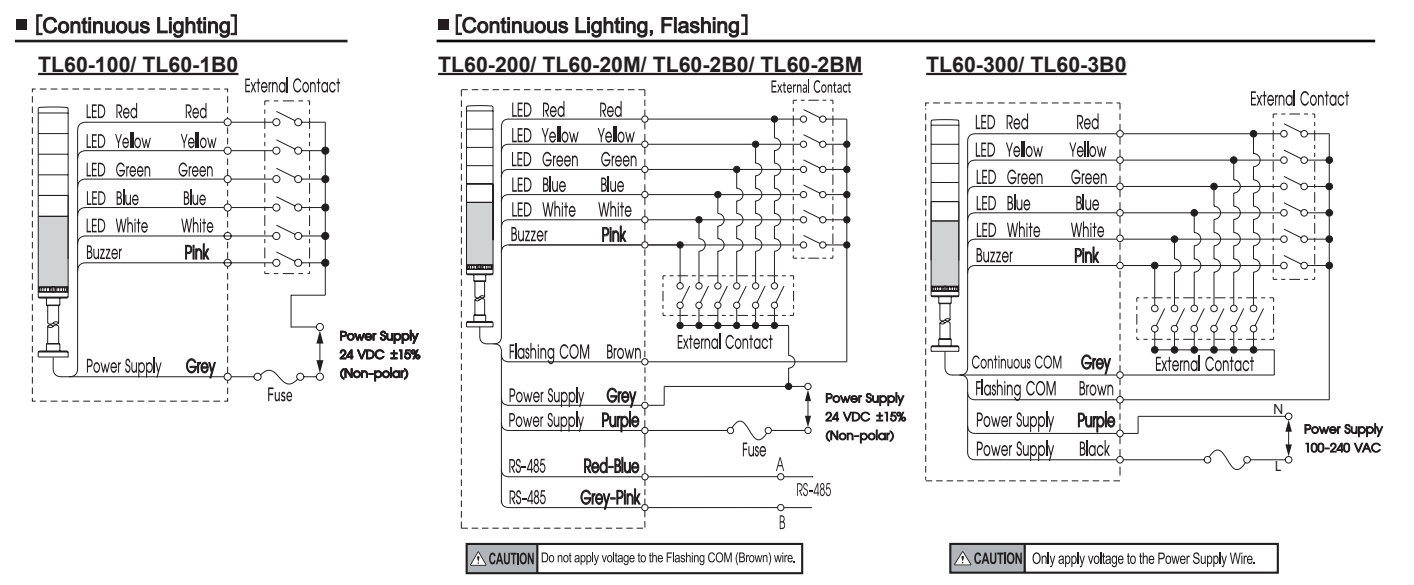 ■ [Continuous Lighting]
TL60-100/ TL60-1B0
External Contact
LED Red Red
LED Yellow Yellow
LED Green Green
LED Blue Blue
LED White White
Buzzer Pink
Power Supply
24 VDC ±15%
(Non-polar)
Power Supply Grey
Fuse
■ [Continuous Lighting, Flashing]
TL60-200/ TL60-20M/ TL60-2B0/ TL60-2BM
External Contact
LED Red Red
LED Yellow Yellow
LED Green Green
LED Blue Blue
LED White White
Buzzer Pink
External Contact
Flashing COM Brown
Power Supply Grey
Power Supply Purple
Power Supply
24 VDC ±15%
(Non-polar)
Fuse
RS-485 Red-Blue
A
RS-485
RS-485 Grey-Pink
B
⚠ CAUTION Do not apply voltage to the Flashing COM (Brown) wire.
TL60-300/ TL60-3B0
External Contact
LED Red Red
LED Yellow Yellow
LED Green Green
LED Blue Blue
LED White White
Buzzer Pink
Continuous COM Grey
External Contact
Flashing COM Brown
Power Supply Purple
N
Power Supply
100-240 VAC
Power Supply Black
L
⚠ CAUTION Only apply voltage to the Power Supply Wire.